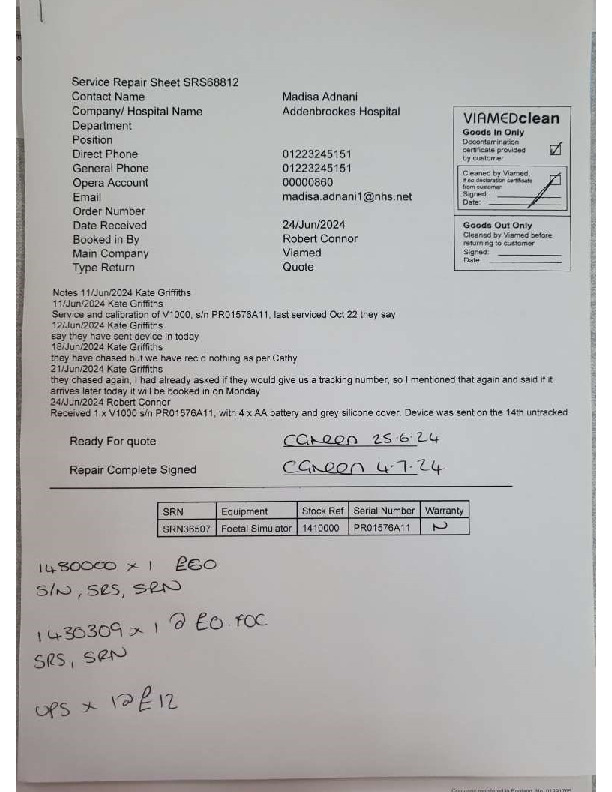 Service Repair Sheet SRS68812
Contact Name Madisa Adnani
Company/ Hospital Name Addenbrookes Hospital
Department
Position
Direct Phone 01223245151
General Phone 01223245151
Opera Account 00000860
Email madisa.adnani1@nhs.net
Order Number
Date Received 24/Jun/2024
Booked in By Robert Connor
Main Company Viamed
Type Return Quote
VIAMEDclean
Goods In Only
Decontamination
certificate provided
by customer
Cleaned by Viamed,
if no declaration certificate
from customer
Signed:
Date:
Goods Out Only
Cleaned by Viamed before
returning to customer
Signed:
Date:
Notes 11/Jun/2024 Kate Griffiths
11/Jun/2024 Kate Griffiths
Service and calibration of V1000, s/n PR01576A11, last serviced Oct 22 they say
12/Jun/2024 Kate Griffiths
say they have sent device in today
18/Jun/2024 Kate Griffiths
they have chased but we have rec'd nothing as per Cathy
21/Jun/2024 Kate Griffiths
they chased again, I had already asked if they would give us a tracking number, so I mentioned that again and said if it
arrives later today it will be booked in on Monday
24/Jun/2024 Robert Connor
Received 1 x V1000 s/n PR01576A11, with 4 x AA battery and grey silicone cover. Device was sent on the 14th untracked
Ready For quote CGreen 25.6.24
Repair Complete Signed CGreen 4.7.24
SRN Equipment Stock Ref Serial Number Warranty
SRN36507 Foetal Simulator 1410000 PR01576A11 N
1480000 x 1 £60
S/N, SRS, SRN
1430309 x 1 @ £0 FOC
SRS, SRN
UPS x 1 @ £12